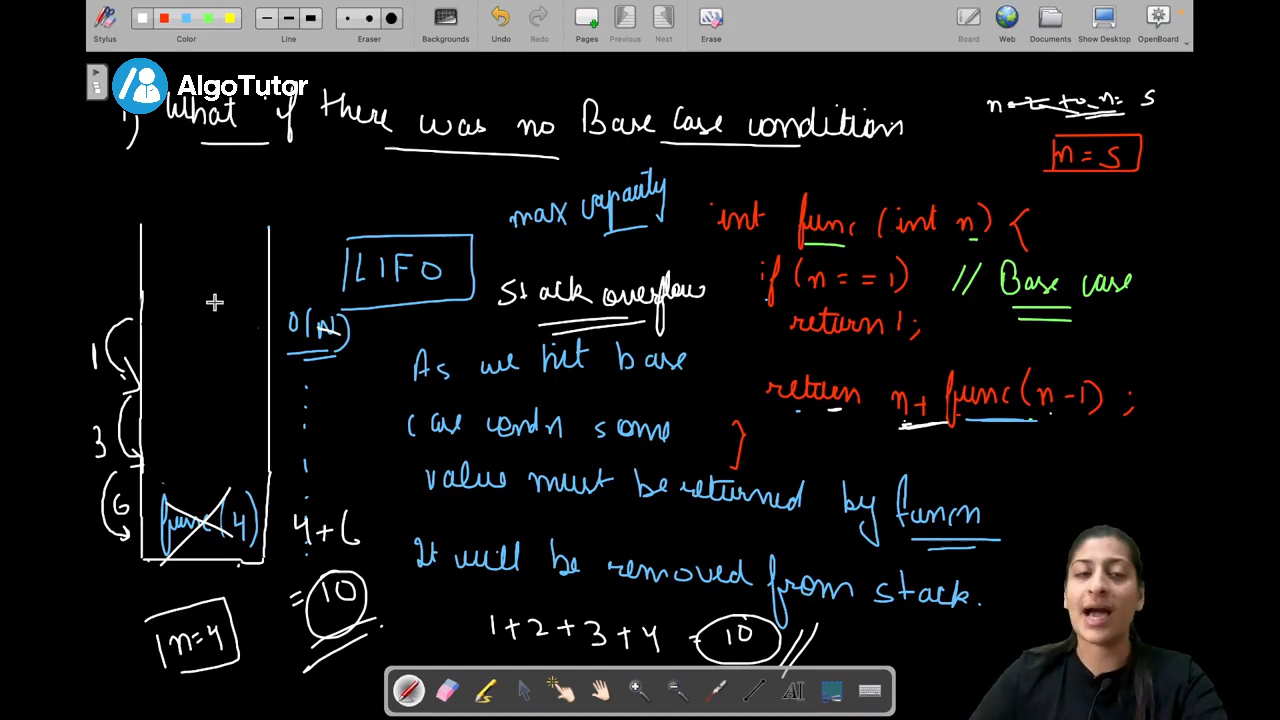 Stylus Color Line Eraser Backgrounds Undo Redo Pages Previous Next Erase Board Web Documents Show Desktop OpenBoard
AlgoTutor
1) What if there was no Base case condition
n= to n= 5
n = 5
max capacity
int func (int n) {
LIFO
if (n == 1) // Base case
Stack overflow
return 1;
O(N)
1
As we hit base
return n+ func(n-1);
case condn some
}
3
value must be returned by funcn
6
func(4)
4+6
It will be removed from stack.
= 10
n=4
1+2+3+4 = 10